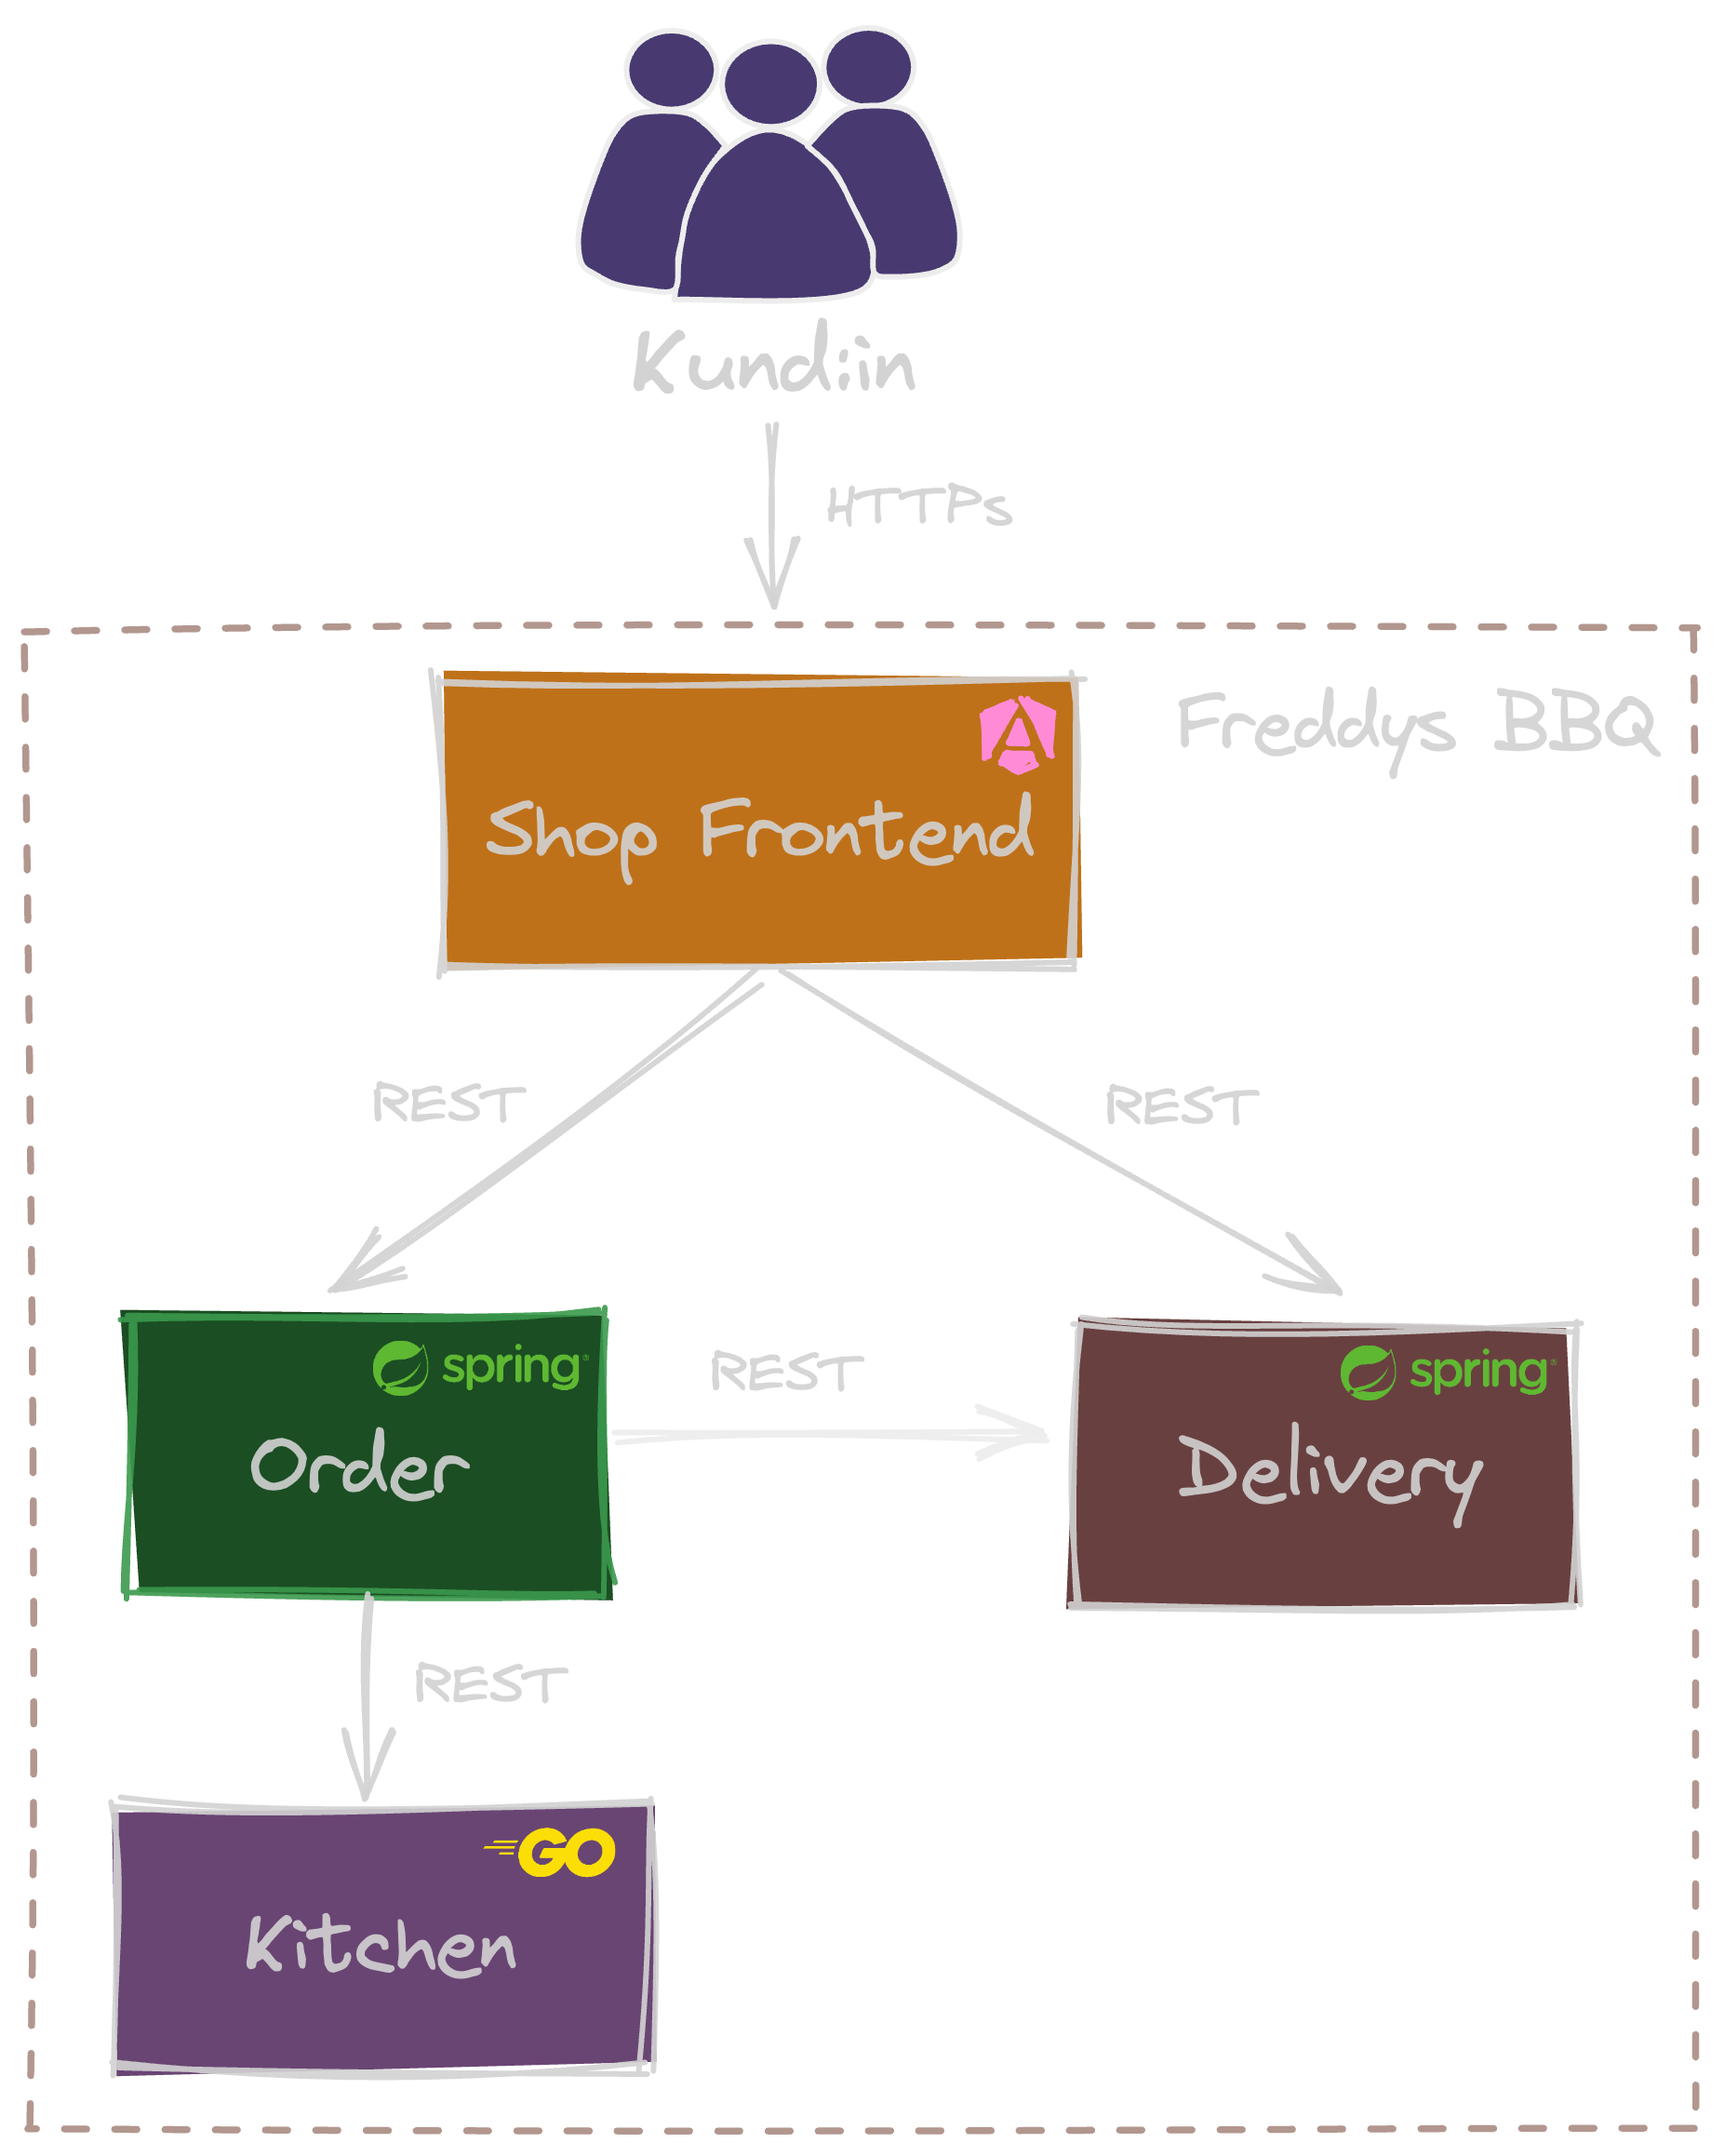 Kund:in
HTTPs
Freddys BBQ
Shop Frontend
REST
REST
spring
Order
REST
spring
Delivery
REST
GO
Kitchen